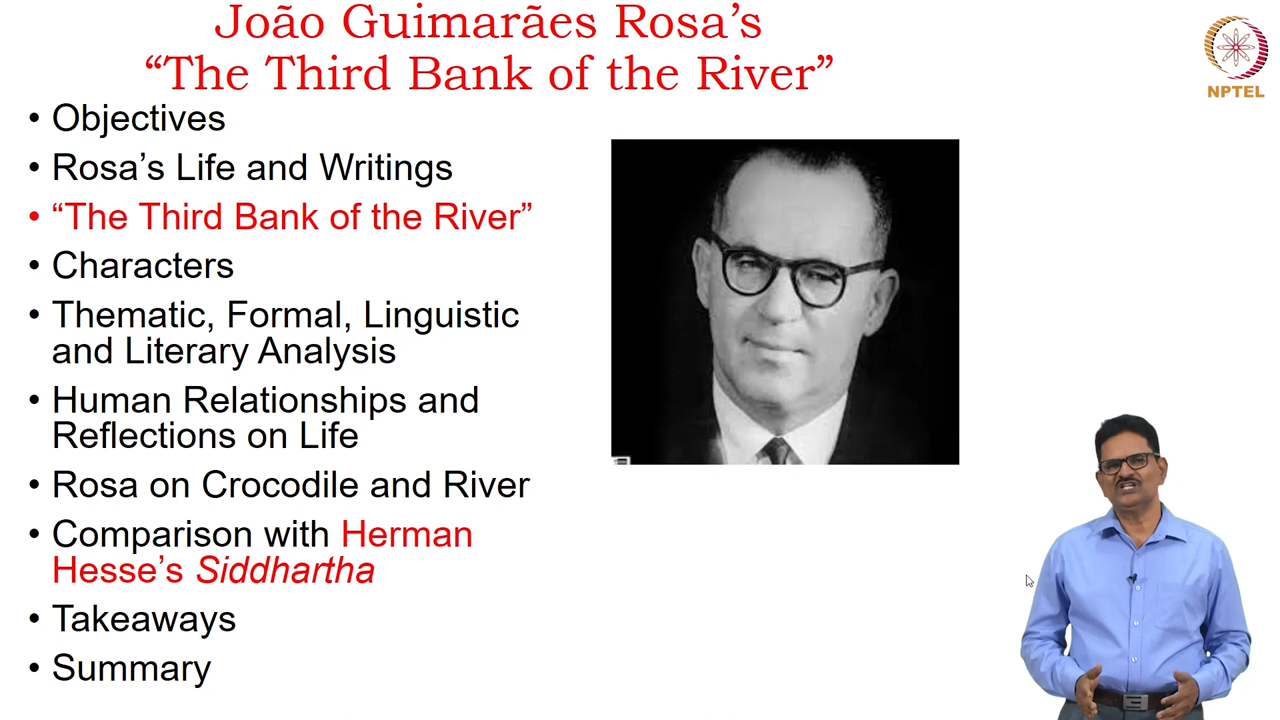 João Guimarães Rosa’s
“The Third Bank of the River”
NPTEL
• Objectives
• Rosa’s Life and Writings
• “The Third Bank of the River”
• Characters
• Thematic, Formal, Linguistic
and Literary Analysis
• Human Relationships and
Reflections on Life
• Rosa on Crocodile and River
• Comparison with Herman
Hesse’s Siddhartha
• Takeaways
• Summary